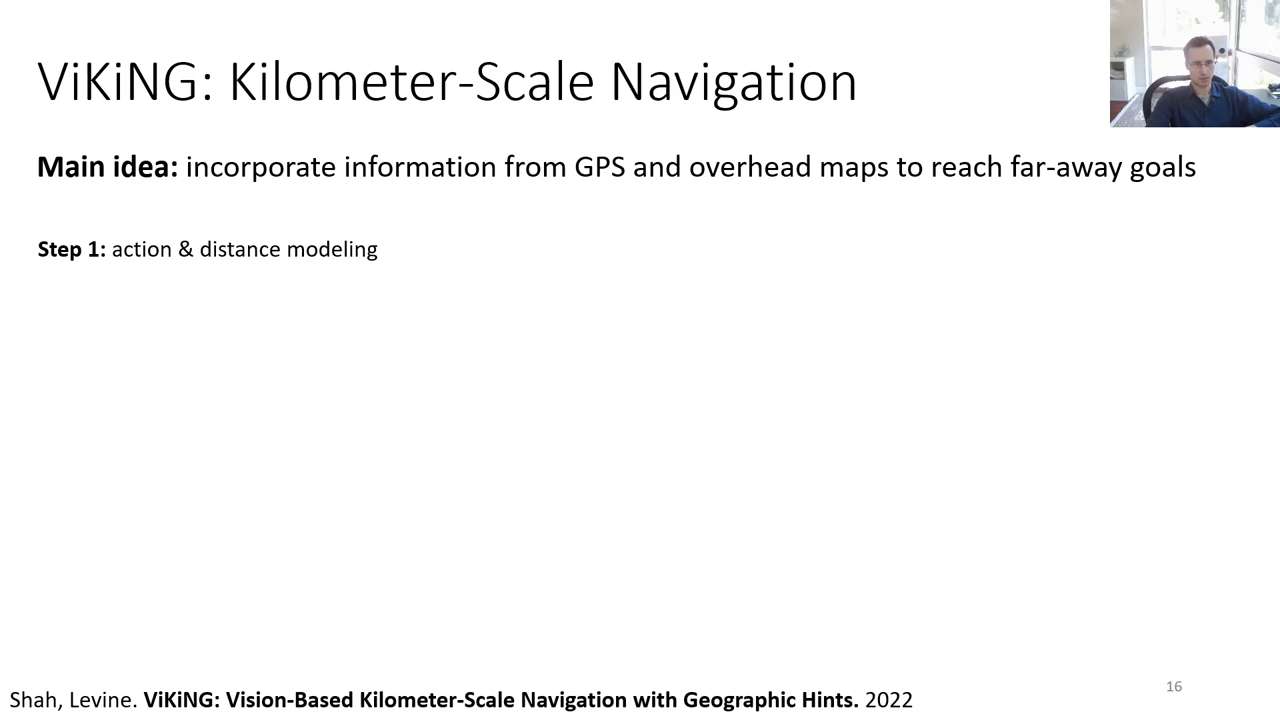 ViKiNG: Kilometer-Scale Navigation
Main idea: incorporate information from GPS and overhead maps to reach far-away goals
Step 1: action & distance modeling
16
Shah, Levine. ViKiNG: Vision-Based Kilometer-Scale Navigation with Geographic Hints. 2022